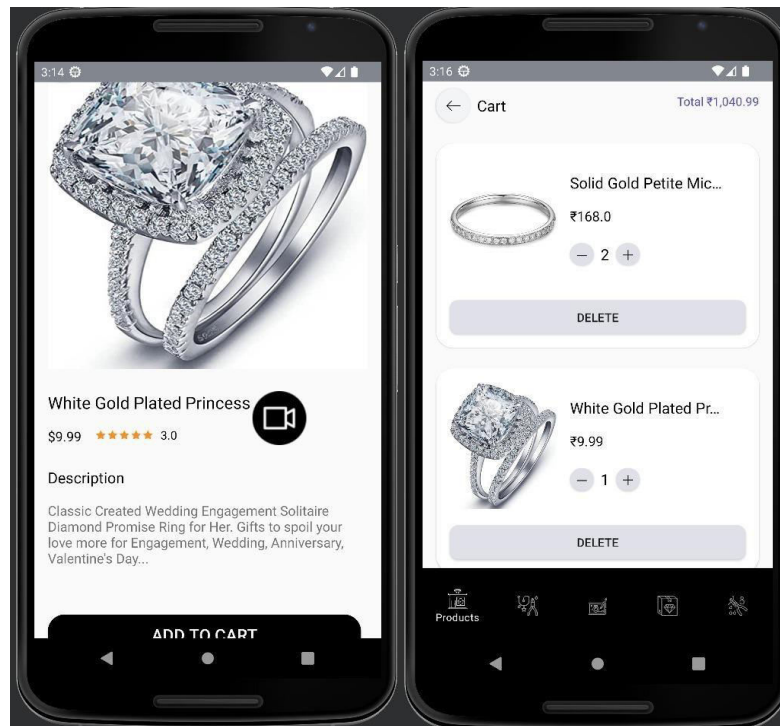 3:14
White Gold Plated Princess
$9.99
3.0
Description
Classic Created Wedding Engagement Solitaire
Diamond Promise Ring for Her. Gifts to spoil your
love more for Engagement, Wedding, Anniversary,
Valentine's Day...
ADD TO CART
3:16
Cart
Total ₹1,040.99
Solid Gold Petite Mic...
₹168.0
2
DELETE
White Gold Plated Pr...
₹9.99
1
DELETE
Products